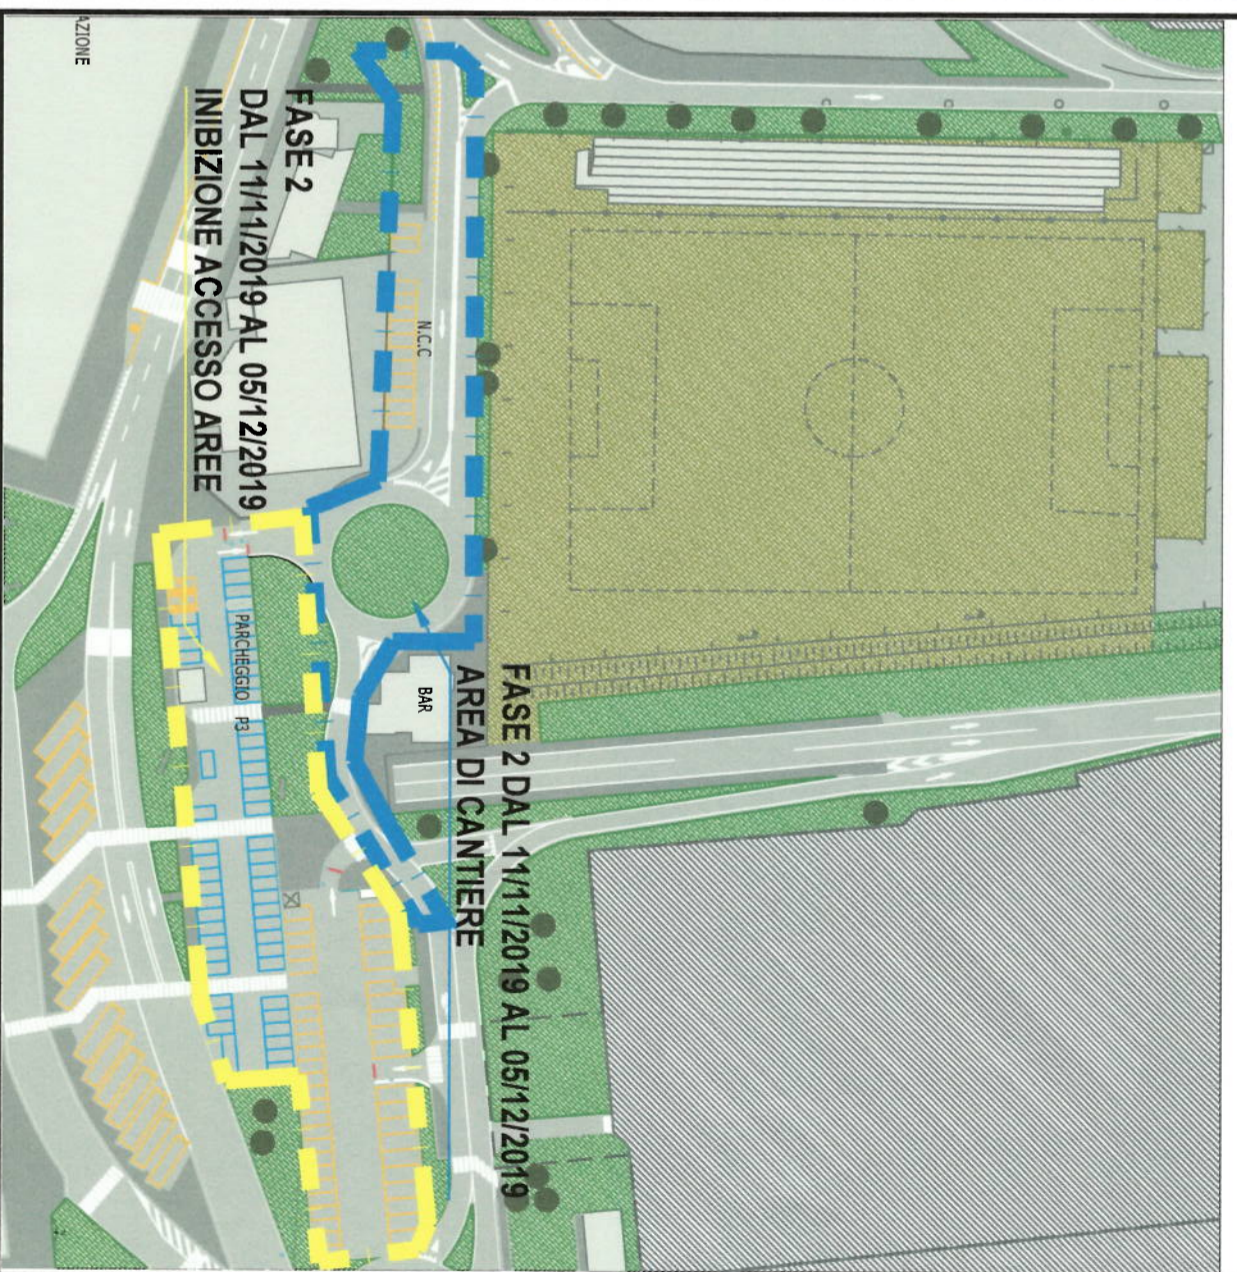 AZIONE
FASE 2
DAL 11/11/2019 AL 05/12/2019
INIBIZIONE ACCESSO AREE
N.C.C
PARCHEGGIO P3
BAR
FASE 2 DAL 11/11/2019 AL 05/12/2019
AREA DI CANTIERE